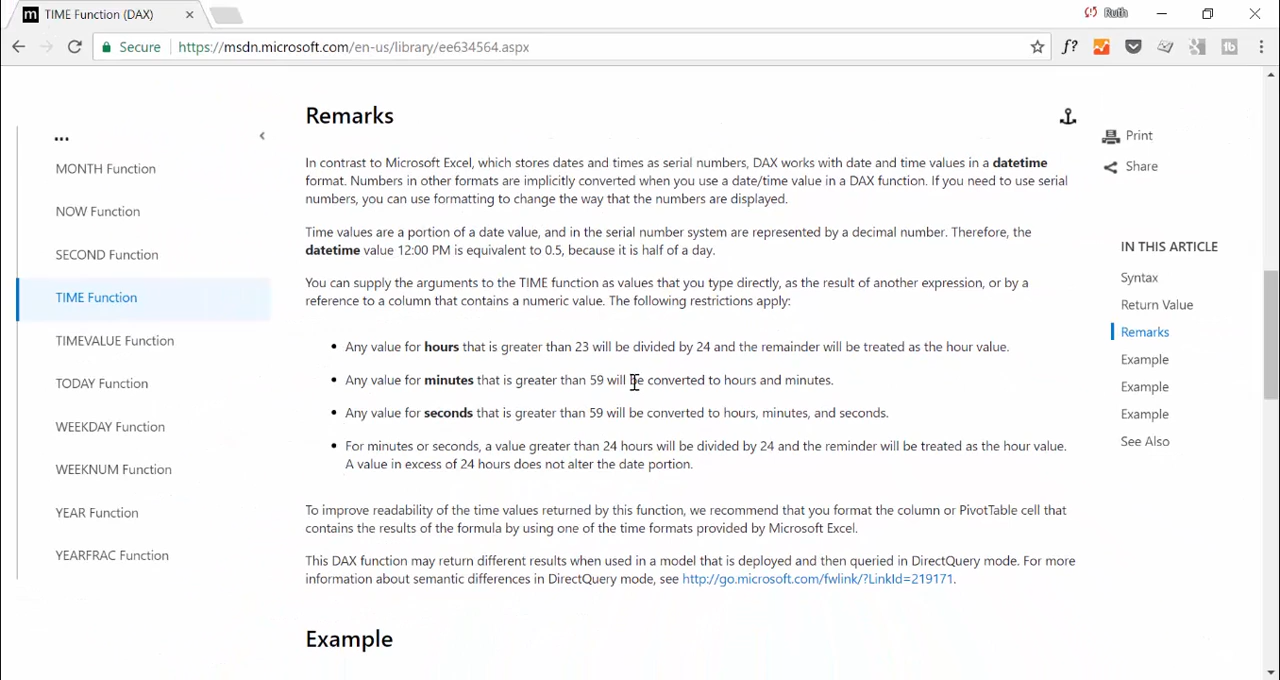 TIME Function (DAX)
Ruth
Secure
https://msdn.microsoft.com/en-us/library/ee634564.aspx
f?
...
MONTH Function
NOW Function
SECOND Function
TIME Function
TIMEVALUE Function
TODAY Function
WEEKDAY Function
WEEKNUM Function
YEAR Function
YEARFRAC Function
Remarks
In contrast to Microsoft Excel, which stores dates and times as serial numbers, DAX works with date and time values in a datetime
format. Numbers in other formats are implicitly converted when you use a date/time value in a DAX function. If you need to use serial
numbers, you can use formatting to change the way that the numbers are displayed.
Time values are a portion of a date value, and in the serial number system are represented by a decimal number. Therefore, the
datetime value 12:00 PM is equivalent to 0.5, because it is half of a day.
You can supply the arguments to the TIME function as values that you type directly, as the result of another expression, or by a
reference to a column that contains a numeric value. The following restrictions apply:
• Any value for hours that is greater than 23 will be divided by 24 and the remainder will be treated as the hour value.
• Any value for minutes that is greater than 59 will be converted to hours and minutes.
• Any value for seconds that is greater than 59 will be converted to hours, minutes, and seconds.
• For minutes or seconds, a value greater than 24 hours will be divided by 24 and the reminder will be treated as the hour value.
A value in excess of 24 hours does not alter the date portion.
To improve readability of the time values returned by this function, we recommend that you format the column or PivotTable cell that
contains the results of the formula by using one of the time formats provided by Microsoft Excel.
This DAX function may return different results when used in a model that is deployed and then queried in DirectQuery mode. For more
information about semantic differences in DirectQuery mode, see http://go.microsoft.com/fwlink/?LinkId=219171.
Example
Print
Share
IN THIS ARTICLE
Syntax
Return Value
Remarks
Example
Example
Example
See Also